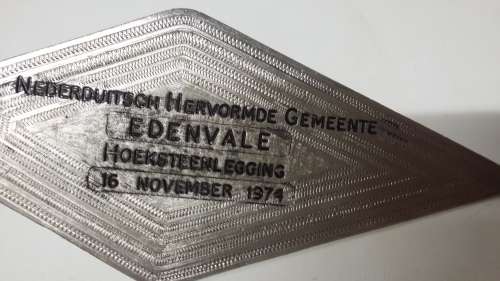 NEDERDUITSCH HERVORMDE GEMEENTE
EDENVALE
HOEKSTEENLEGGING
16 NOVEMBER 1974